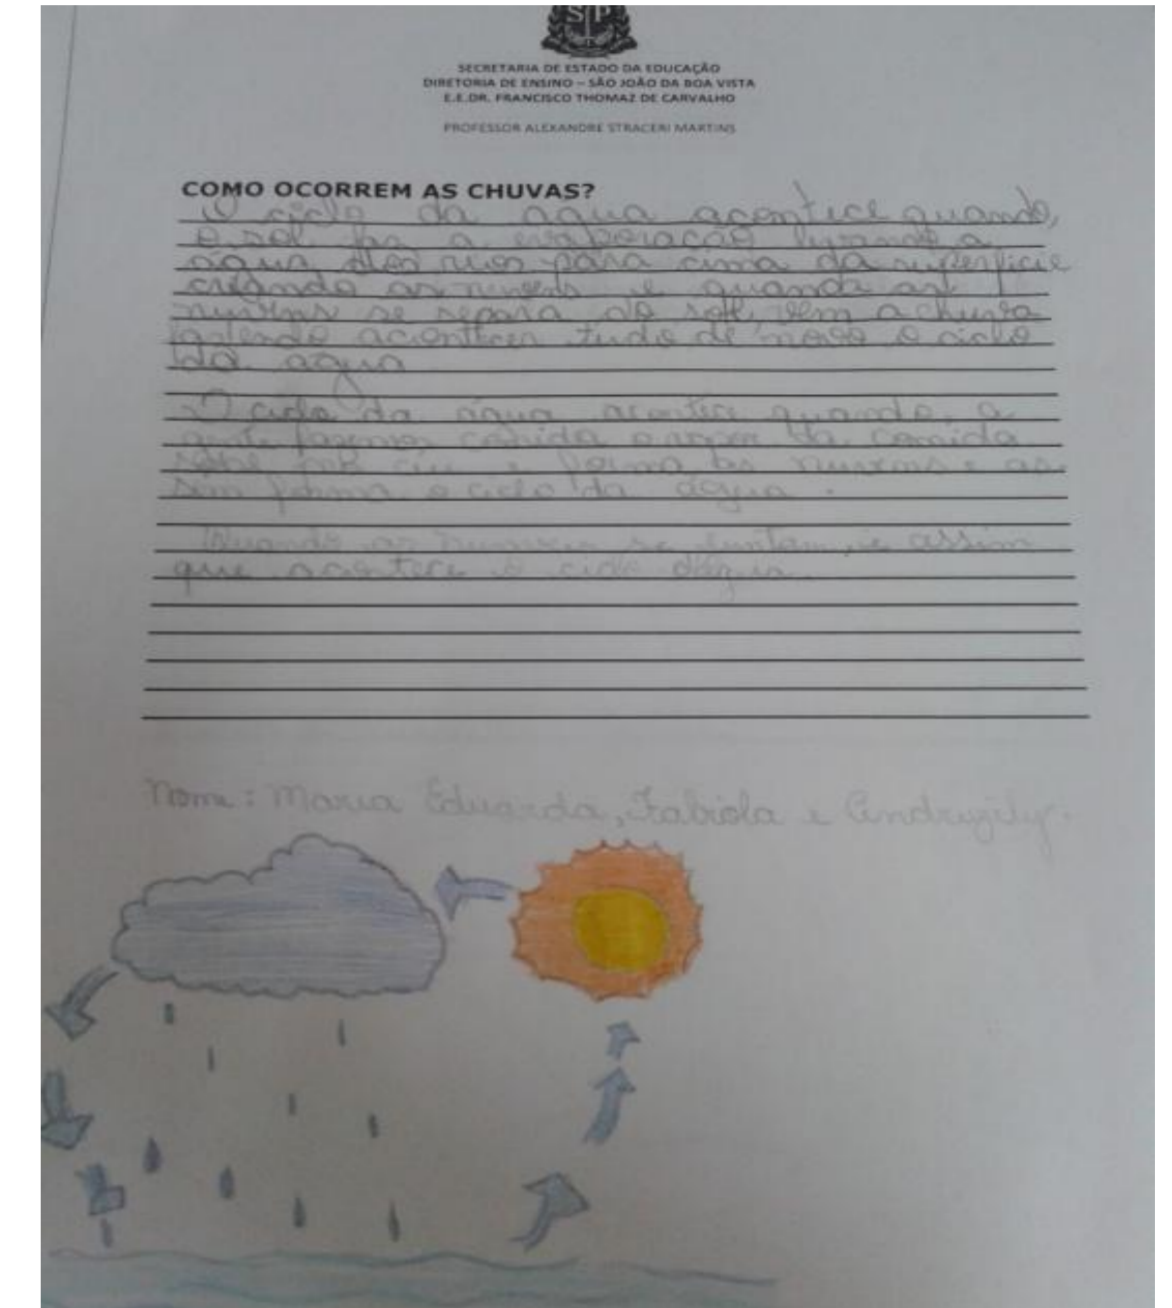 SP
SECRETARIA DE ESTADO DA EDUCAÇÃO
DIRETORIA DE ENSINO – SÃO JOÃO DA BOA VISTA
E.E.DR. FRANCISCO THOMAZ DE CARVALHO
PROFESSOR ALEXANDRE STRACERI MARTINS
COMO OCORREM AS CHUVAS?
O ciclo da água acontece quando,
o sol faz a evaporação levando a
água dos rios para cima da superficie
criando as nuvens e quando as
nuvens se separa do sol, vem a chuva
fazendo acontecer tudo de novo o ciclo
da água
O ciclo da água acontece quando a
gente fazemos comida o vapor da comida
sobe pro céu e forma as nuvens e as
sim forma o ciclo da água.
Quando as nuvens se juntam, é assim
que acontece o ciclo dágua.
Nome: Maria Eduarda, Fabiola e